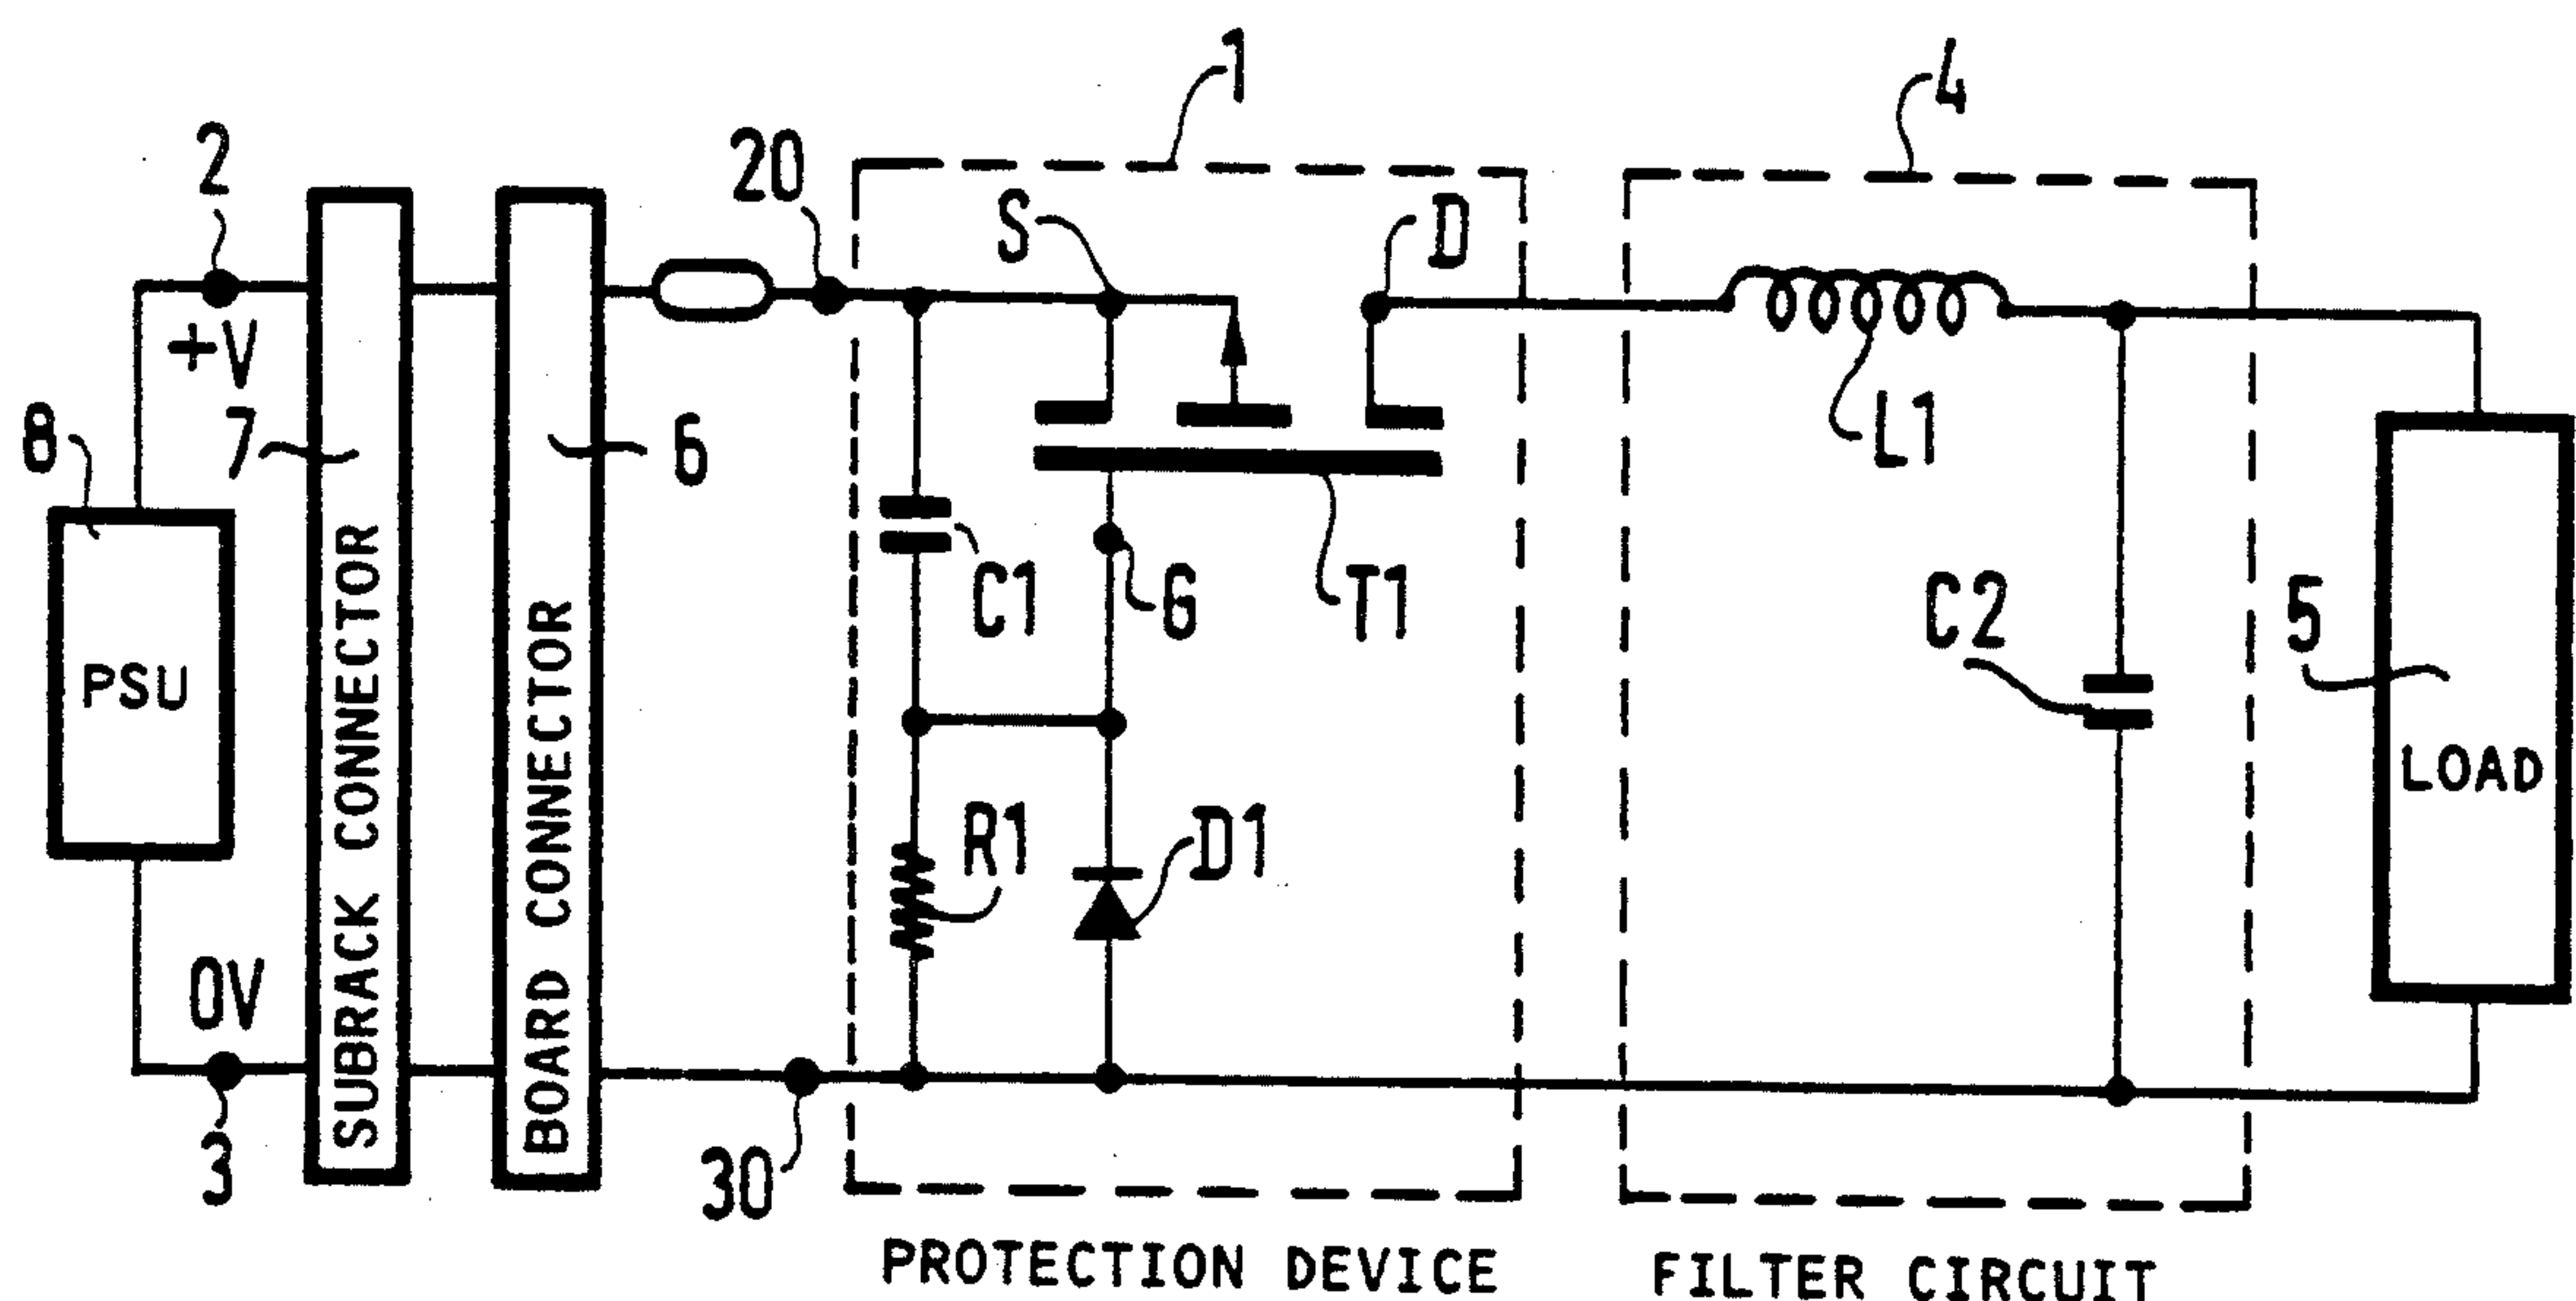 1
4
2
20
S
D
+V
8
7
6
L1
PSU
SUBRACK CONNECTOR
BOARD CONNECTOR
C1
G
T1
C2
5
LOAD
R1
D1
0V
3
30
PROTECTION DEVICE
FILTER CIRCUIT